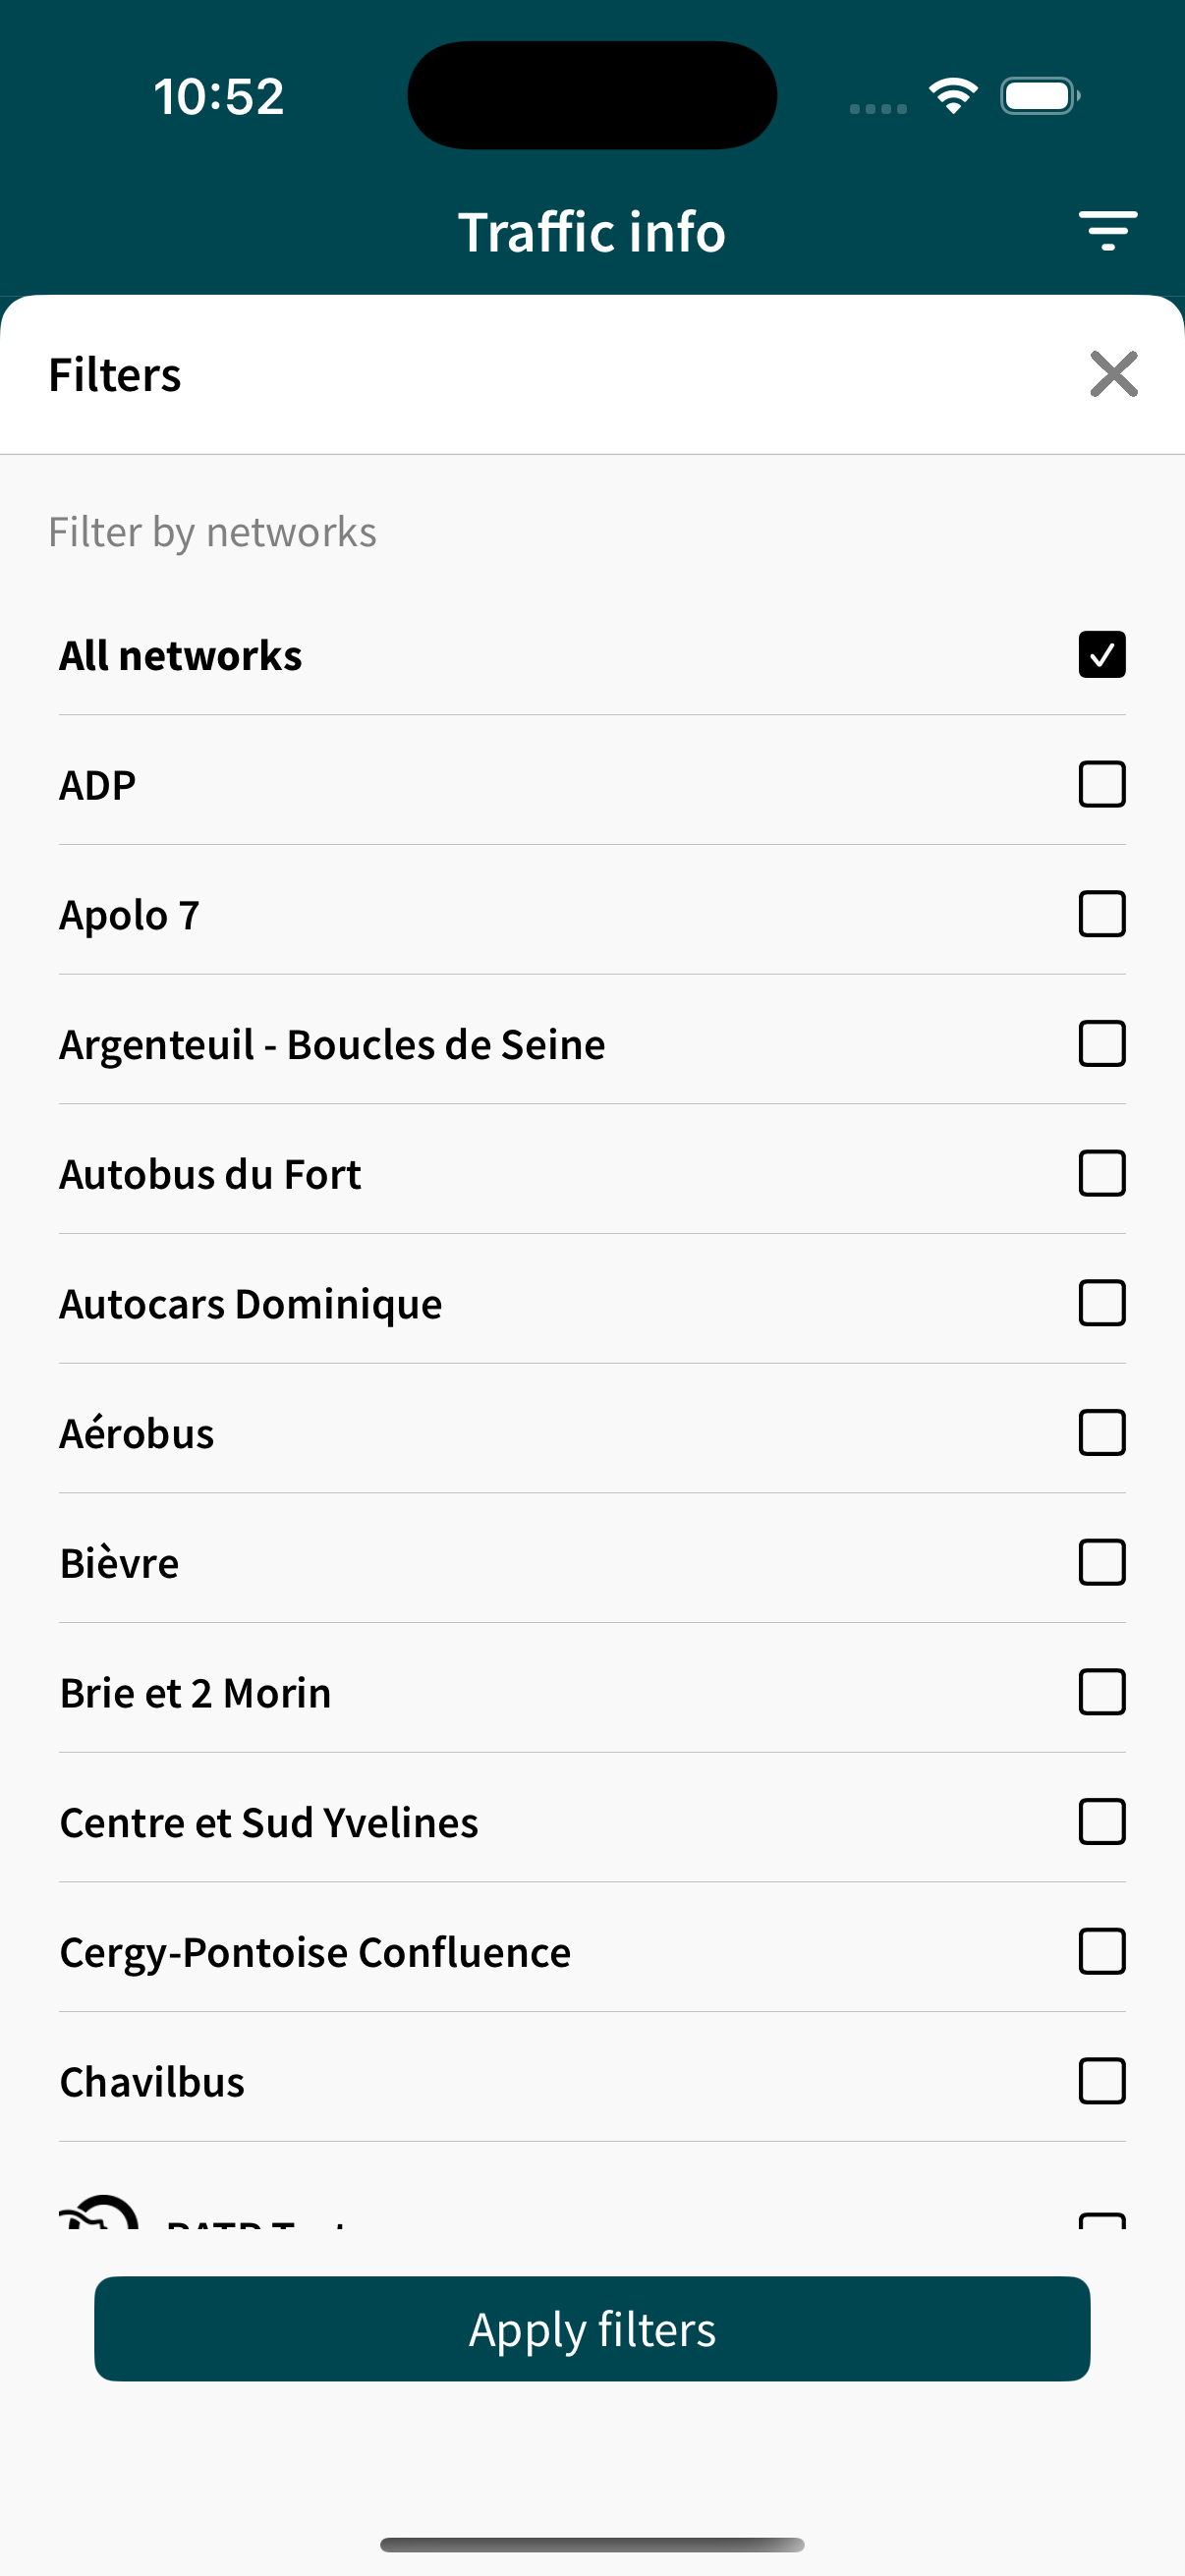 10:52
Traffic info
Filters
Filter by networks
All networks
ADP
Apolo 7
Argenteuil - Boucles de Seine
Autobus du Fort
Autocars Dominique
Aérobus
Bièvre
Brie et 2 Morin
Centre et Sud Yvelines
Cergy-Pontoise Confluence
Chavilbus
Apply filters